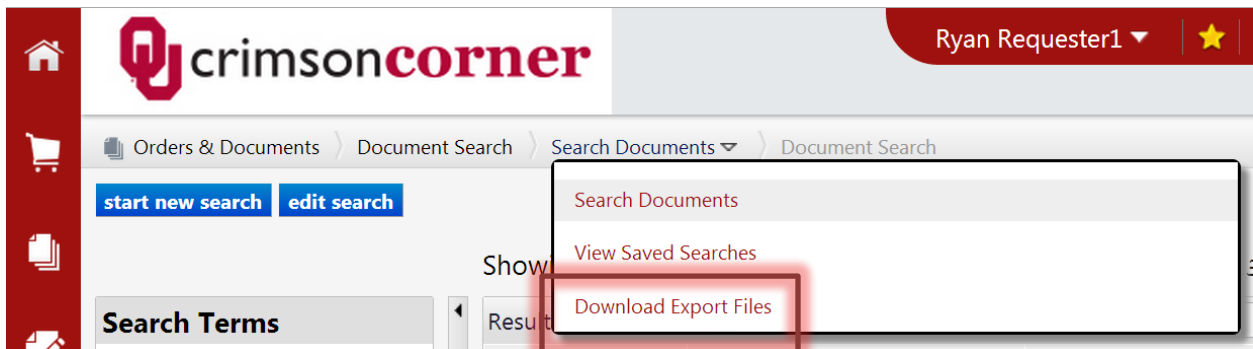 crimsoncorner
Ryan Requester1
Orders & Documents Document Search Search Documents Document Search
start new search edit search
Search Documents
View Saved Searches
Download Export Files
Search Terms